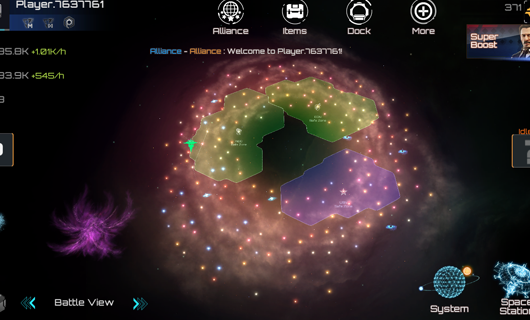 Player.7637761
371
Alliance
Items
Dock
More
Super
Boost
35.8K +1.01K/h
Alliance - Alliance : Welcome to Player.7637761!
33.9K +545/h
Idle
Battle View
System
Space
Station